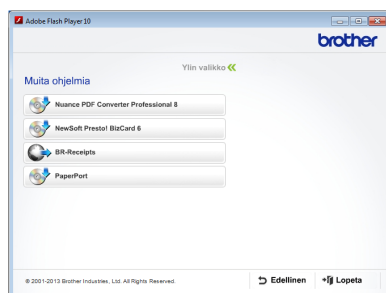 Adobe Flash Player 10
brother
Ylin valikko
Muita ohjelmia
Nuance PDF Converter Professional 8
NewSoft Presto! BizCard 6
BR-Receipts
PaperPort
© 2001-2013 Brother Industries, Ltd. All Rights Reserved.
Edellinen
Lopeta